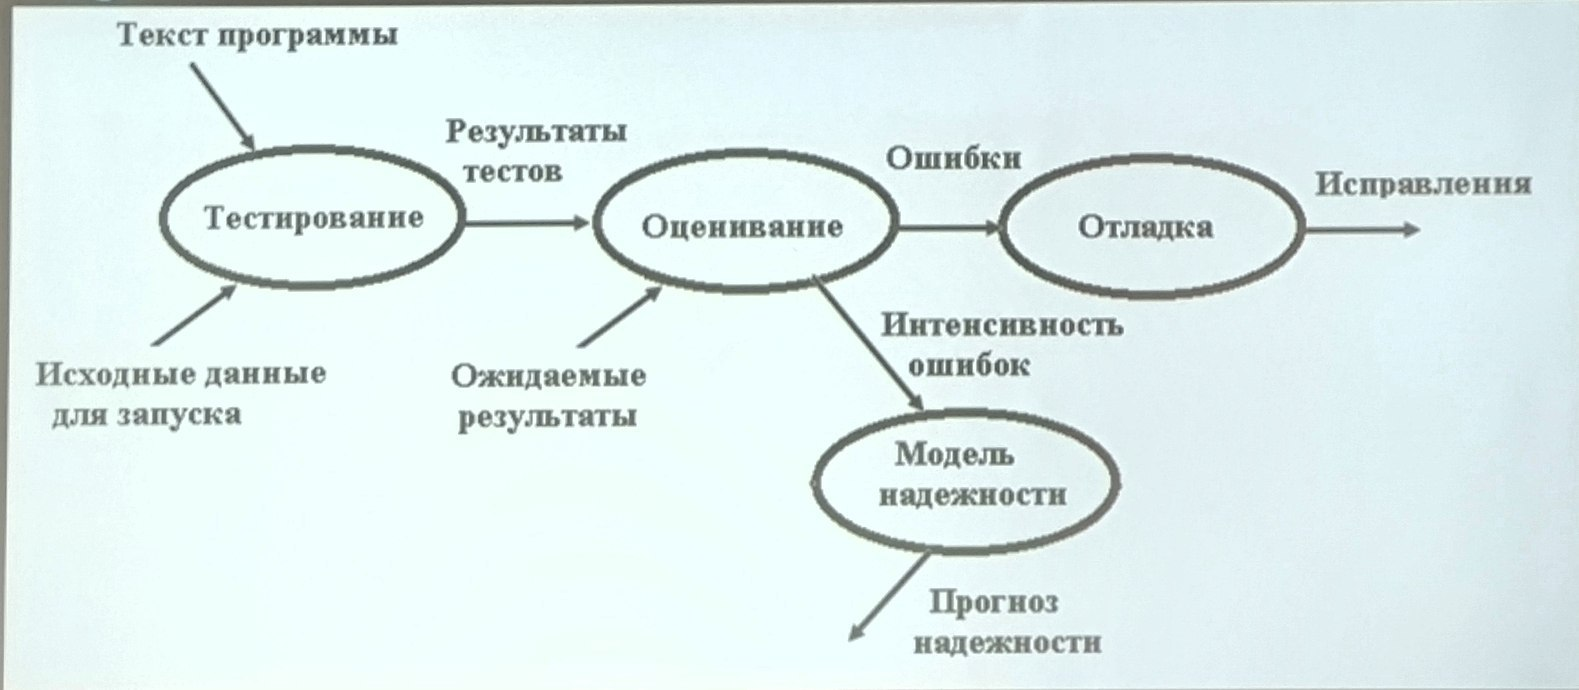 Текст программы
Результаты
тестов
Ошибки
Исправления
Тестирование
Оценивание
Отладка
Исходные данные
для запуска
Ожидаемые
результаты
Интенсивность
ошибок
Модель
надежности
Прогноз
надежности